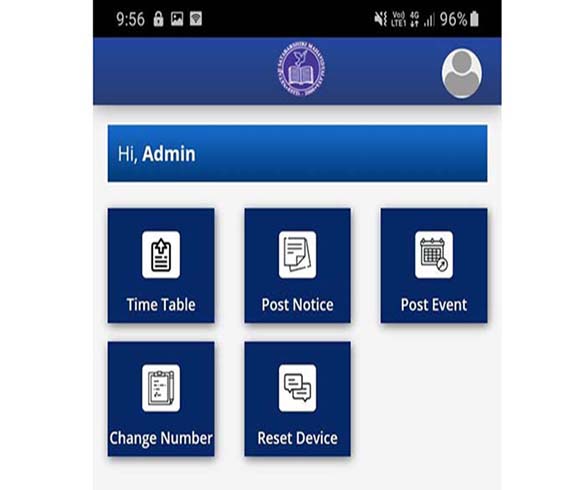 9:56 Vo) 4G LTE1 96%
Hi, Admin
Time Table Post Notice Post Event
Change Number Reset Device